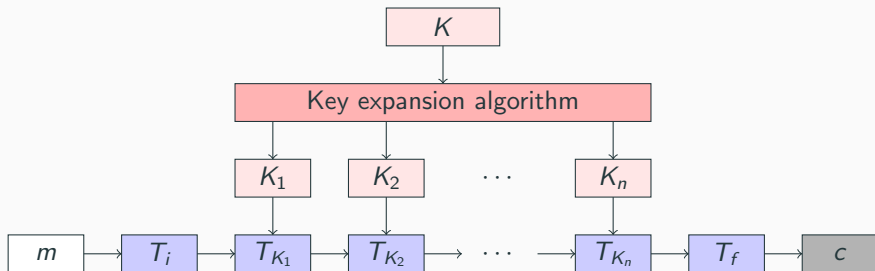 K
Key expansion algorithm
K₁ K₂ ⋯ Kₙ
m Tᵢ T_{K₁} T_{K₂} ⋯ T_{Kₙ} T_f c